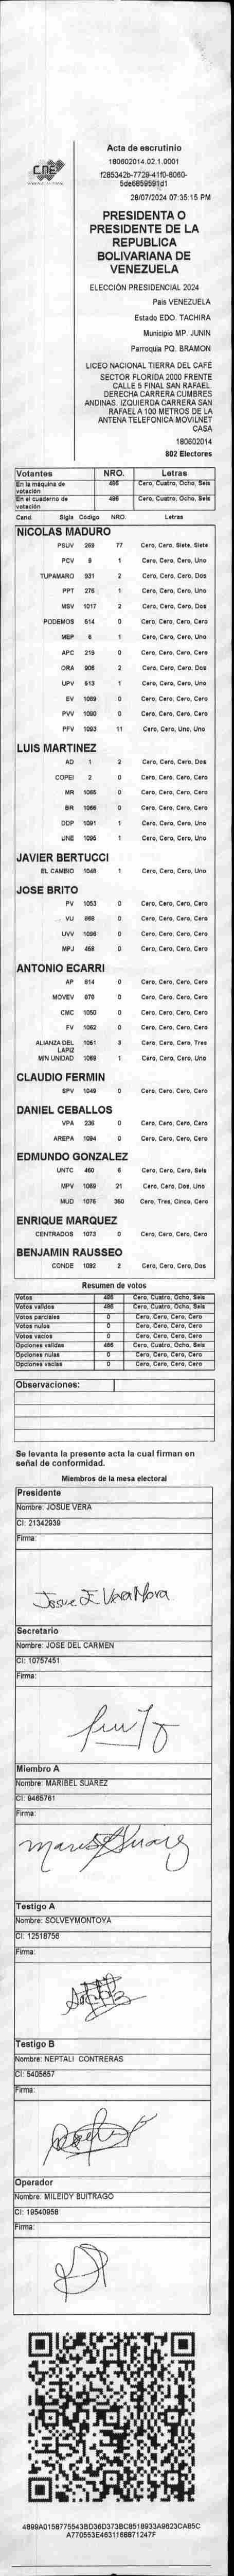 CNE
Acta de escrutinio
180602014.02.1.0001
f285342b-7729-41f0-8060-
5de6859591d1
28/07/2024 07:35:15 PM
PRESIDENTA O
PRESIDENTE DE LA
REPUBLICA
BOLIVARIANA DE
VENEZUELA
ELECCIÓN PRESIDENCIAL 2024
País VENEZUELA
Estado EDO. TACHIRA
Municipio MP. JUNIN
Parroquia PQ. BRAMON
LICEO NACIONAL TIERRA DEL CAFÉ
SECTOR FLORIDA 2000 FRENTE
CALLE 5 FINAL SAN RAFAEL.
DERECHA CARRERA CUMBRES
ANDINAS. IZQUIERDA CARRERA SAN
RAFAEL A 100 METROS DE LA
ANTENA TELEFONICA MOVILNET
CASA
180602014
802 Electores
Votantes NRO. Letras
En la máquina de votación 486 Cero, Cuatro, Ocho, Seis
En el cuaderno de votación 486 Cero, Cuatro, Ocho, Seis
Cand. Sigla Código NRO. Letras
NICOLAS MADURO
PSUV 269 77 Cero, Cero, Siete, Siete
PCV 9 1 Cero, Cero, Cero, Uno
TUPAMARO 931 2 Cero, Cero, Cero, Dos
PPT 276 1 Cero, Cero, Cero, Uno
MSV 1017 2 Cero, Cero, Cero, Dos
PODEMOS 514 0 Cero, Cero, Cero, Cero
MEP 6 1 Cero, Cero, Cero, Uno
APC 215 0 Cero, Cero, Cero, Cero
ORA 906 2 Cero, Cero, Cero, Dos
UPV 513 1 Cero, Cero, Cero, Uno
EV 1089 0 Cero, Cero, Cero, Cero
PVV 1090 0 Cero, Cero, Cero, Cero
PFV 1093 11 Cero, Cero, Uno, Uno
LUIS MARTINEZ
AD 1 2 Cero, Cero, Cero, Dos
COPEI 2 0 Cero, Cero, Cero, Cero
MR 1065 0 Cero, Cero, Cero, Cero
BR 1066 0 Cero, Cero, Cero, Cero
DDP 1091 1 Cero, Cero, Cero, Uno
UNE 1095 1 Cero, Cero, Cero, Uno
JAVIER BERTUCCI
EL CAMBIO 1048 1 Cero, Cero, Cero, Uno
JOSE BRITO
PV 1053 0 Cero, Cero, Cero, Cero
VU 868 0 Cero, Cero, Cero, Cero
UVV 1096 0 Cero, Cero, Cero, Cero
MPJ 458 0 Cero, Cero, Cero, Cero
ANTONIO ECARRI
AP 814 0 Cero, Cero, Cero, Cero
MOVEV 970 0 Cero, Cero, Cero, Cero
CMC 1050 0 Cero, Cero, Cero, Cero
FV 1062 0 Cero, Cero, Cero, Cero
ALIANZA DEL LAPIZ 1061 3 Cero, Cero, Cero, Tres
MIN UNIDAD 1068 1 Cero, Cero, Cero, Uno
CLAUDIO FERMIN
SPV 1049 0 Cero, Cero, Cero, Cero
DANIEL CEBALLOS
VPA 236 0 Cero, Cero, Cero, Cero
AREPA 1094 0 Cero, Cero, Cero, Cero
EDMUNDO GONZALEZ
UNTC 460 6 Cero, Cero, Cero, Seis
MPV 1069 21 Cero, Cero, Dos, Uno
MUD 1076 350 Cero, Tres, Cinco, Cero
ENRIQUE MARQUEZ
CENTRADOS 1073 0 Cero, Cero, Cero, Cero
BENJAMIN RAUSSEO
CONDE 1092 2 Cero, Cero, Cero, Dos
Resumen de votos
Votos 486 Cero, Cuatro, Ocho, Seis
Votos validos 486 Cero, Cuatro, Ocho, Seis
Votos parciales 0 Cero, Cero, Cero, Cero
Votos nulos 0 Cero, Cero, Cero, Cero
Votos vacios 0 Cero, Cero, Cero, Cero
Opciones validas 486 Cero, Cuatro, Ocho, Seis
Opciones nulas 0 Cero, Cero, Cero, Cero
Opciones vacias 0 Cero, Cero, Cero, Cero
Observaciones:
Se levanta la presente acta la cual firman en
señal de conformidad.
Miembros de la mesa electoral
Presidente
Nombre: JOSUE VERA
CI: 21342939
Firma:
Josue E Vera Mora
Secretario
Nombre: JOSE DEL CARMEN
CI: 10757451
Firma:
Miembro A
Nombre: MARIBEL SUAREZ
CI: 9465761
Firma:
Testigo A
Nombre: SOLVEYMONTOYA
CI: 12518756
Firma:
Testigo B
Nombre: NEPTALI CONTRERAS
CI: 5405657
Firma:
Operador
Nombre: MILEIDY BUITRAGO
CI: 19540958
Firma:
4899A0158775543BD36D373BC8518933A9623CA85C
A770553E4631168871247F